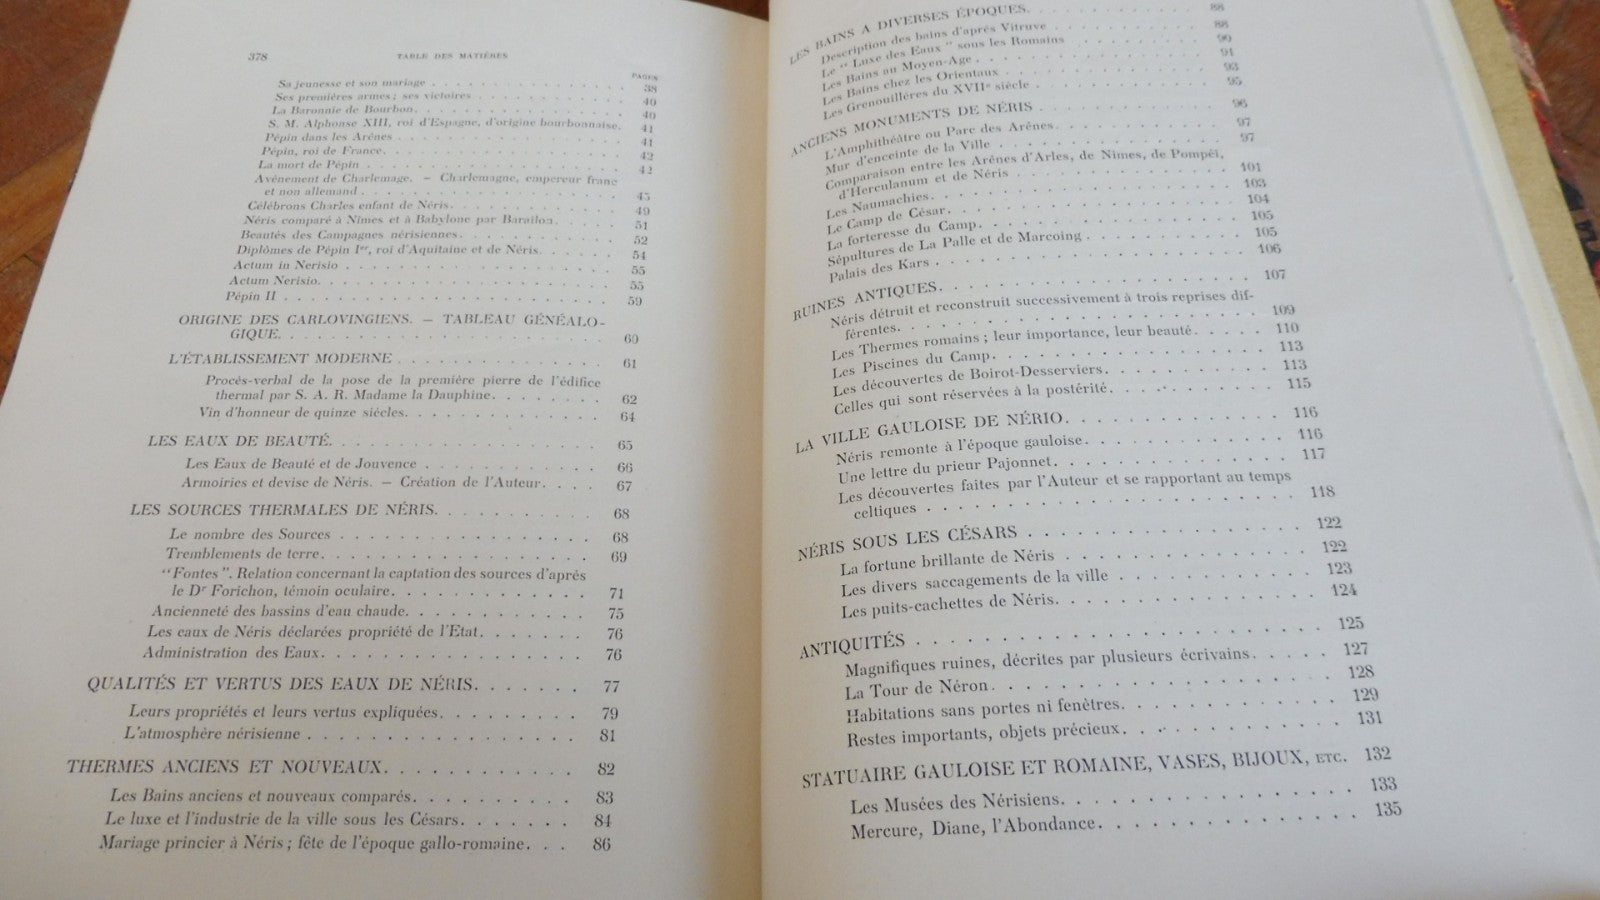 378
TABLE DES MATIÈRES
PAGES
Sa jeunesse et son mariage . . . . . . . . . . . . . . 38
Ses premières armes ; ses victoires . . . . . . . . . . . 40
La Baronnie de Bourbon. . . . . . . . . . . . . . . 40
S. M. Alphonse XIII, roi d'Espagne, d'origine bourbonnaise. 41
Pépin dans les Arènes . . . . . . . . . . . . . . . . 41
Pépin, roi de France. . . . . . . . . . . . . . . . . 42
La mort de Pépin . . . . . . . . . . . . . . . . . . 42
Avènement de Charlemage. — Charlemagne, empereur franc
et non allemand . . . . . . . . . . . . . . . . . 45
Célébrons Charles enfant de Néris. . . . . . . . . . . . 49
Néris comparé à Nîmes et à Babylone par Barailon. . . . . 51
Beautés des Campagnes nérisiennes. . . . . . . . . . . 52
Diplômes de Pépin Ier, roi d'Aquitaine et de Néris. . . . . . 54
Actum in Nerisio . . . . . . . . . . . . . . . . . . 55
Actum Nerisio. . . . . . . . . . . . . . . . . . . . 55
Pépin II . . . . . . . . . . . . . . . . . . . . . . 59
ORIGINE DES CARLOVINGIENS. — TABLEAU GÉNÉALO-
GIQUE. . . . . . . . . . . . . . . . . . . . . . . 60
L'ÉTABLISSEMENT MODERNE . . . . . . . . . . . . . 61
Procès-verbal de la pose de la première pierre de l'édifice
thermal par S. A. R. Madame la Dauphine. . . . . . . . 62
Vin d'honneur de quinze siècles. . . . . . . . . . . . . 64
LES EAUX DE BEAUTÉ. . . . . . . . . . . . . . . . 65
Les Eaux de Beauté et de Jouvence . . . . . . . . . . . 66
Armoiries et devise de Néris. — Création de l'Auteur. . . . 67
LES SOURCES THERMALES DE NÉRIS. . . . . . . . . . 68
Le nombre des Sources . . . . . . . . . . . . . . . . 68
Tremblements de terre. . . . . . . . . . . . . . . . . 69
“Fontes”. Relation concernant la captation des sources d'après
le Dr Forichon, témoin oculaire. . . . . . . . . . . . . 71
Ancienneté des bassins d'eau chaude. . . . . . . . . . . 75
Les eaux de Néris déclarées propriété de l'Etat. . . . . . . 76
Administration des Eaux. . . . . . . . . . . . . . . . 76
QUALITÉS ET VERTUS DES EAUX DE NÉRIS. . . . . . . 77
Leurs propriétés et leurs vertus expliquées. . . . . . . . . 79
L'atmosphère nérisienne . . . . . . . . . . . . . . . . 81
THERMES ANCIENS ET NOUVEAUX. . . . . . . . . . . 82
Les Bains anciens et nouveaux comparés. . . . . . . . . . 83
Le luxe et l'industrie de la ville sous les Césars. . . . . . . 84
Mariage princier à Néris ; fête de l'époque gallo-romaine. . . 86
LES BAINS A DIVERSES ÉPOQUES. . . . . . . . . . . . 88
Description des bains d'après Vitruve . . . . . . . . . . 88
Le “Luxe des Eaux” sous les Romains . . . . . . . . . . 90
Les Bains au Moyen-Age . . . . . . . . . . . . . . . 91
Les Bains chez les Orientaux . . . . . . . . . . . . . 93
Les Grenouillères du XVIIe siècle . . . . . . . . . . . . 95
ANCIENS MONUMENTS DE NÉRIS . . . . . . . . . . . 96
L'Amphithéâtre ou Parc des Arènes. . . . . . . . . . . 97
Mur d'enceinte de la Ville . . . . . . . . . . . . . . . 97
Comparaison entre les Arènes d'Arles, de Nîmes, de Pompéi,
d'Herculanum et de Néris . . . . . . . . . . . . . . 101
Les Naumachies. . . . . . . . . . . . . . . . . . . 103
Le Camp de César. . . . . . . . . . . . . . . . . . 104
La forteresse du Camp. . . . . . . . . . . . . . . . 105
Sépultures de La Palle et de Marcoing . . . . . . . . . . 105
Palais des Kars . . . . . . . . . . . . . . . . . . . 106
RUINES ANTIQUES. . . . . . . . . . . . . . . . . . 107
Néris détruit et reconstruit successivement à trois reprises dif-
férentes. . . . . . . . . . . . . . . . . . . . . . 109
Les Thermes romains ; leur importance, leur beauté. . . . . 110
Les Piscines du Camp. . . . . . . . . . . . . . . . . 113
Les découvertes de Boirot-Desserviers. . . . . . . . . . . 113
Celles qui sont réservées à la postérité. . . . . . . . . . . 115
LA VILLE GAULOISE DE NÉRIO. . . . . . . . . . . . . 116
Néris remonte à l'époque gauloise. . . . . . . . . . . . 116
Une lettre du prieur Pajonnet. . . . . . . . . . . . . . 117
Les découvertes faites par l'Auteur et se rapportant au temps
celtiques . . . . . . . . . . . . . . . . . . . . . 118
NÉRIS SOUS LES CÉSARS . . . . . . . . . . . . . . . 122
La fortune brillante de Néris . . . . . . . . . . . . . . 122
Les divers saccagements de la ville . . . . . . . . . . . 123
Les puits-cachettes de Néris. . . . . . . . . . . . . . . 124
ANTIQUITÉS . . . . . . . . . . . . . . . . . . . . . 125
Magnifiques ruines, décrites par plusieurs écrivains. . . . . 127
La Tour de Néron. . . . . . . . . . . . . . . . . . . 128
Habitations sans portes ni fenêtres. . . . . . . . . . . . 129
Restes importants, objets précieux. . . . . . . . . . . . 131
STATUAIRE GAULOISE ET ROMAINE, VASES, BIJOUX, ETC. 132
Les Musées des Nérisiens. . . . . . . . . . . . . . . . 133
Mercure, Diane, l'Abondance. . . . . . . . . . . . . . 135